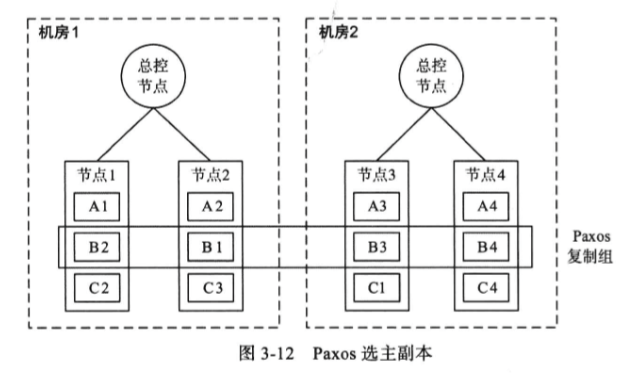 机房1
机房2
总控
节点
总控
节点
节点1
节点2
节点3
节点4
A1
A2
A3
A4
B2
B1
B3
B4
Paxos
复制组
C2
C3
C1
C4
图 3-12 Paxos 选主副本